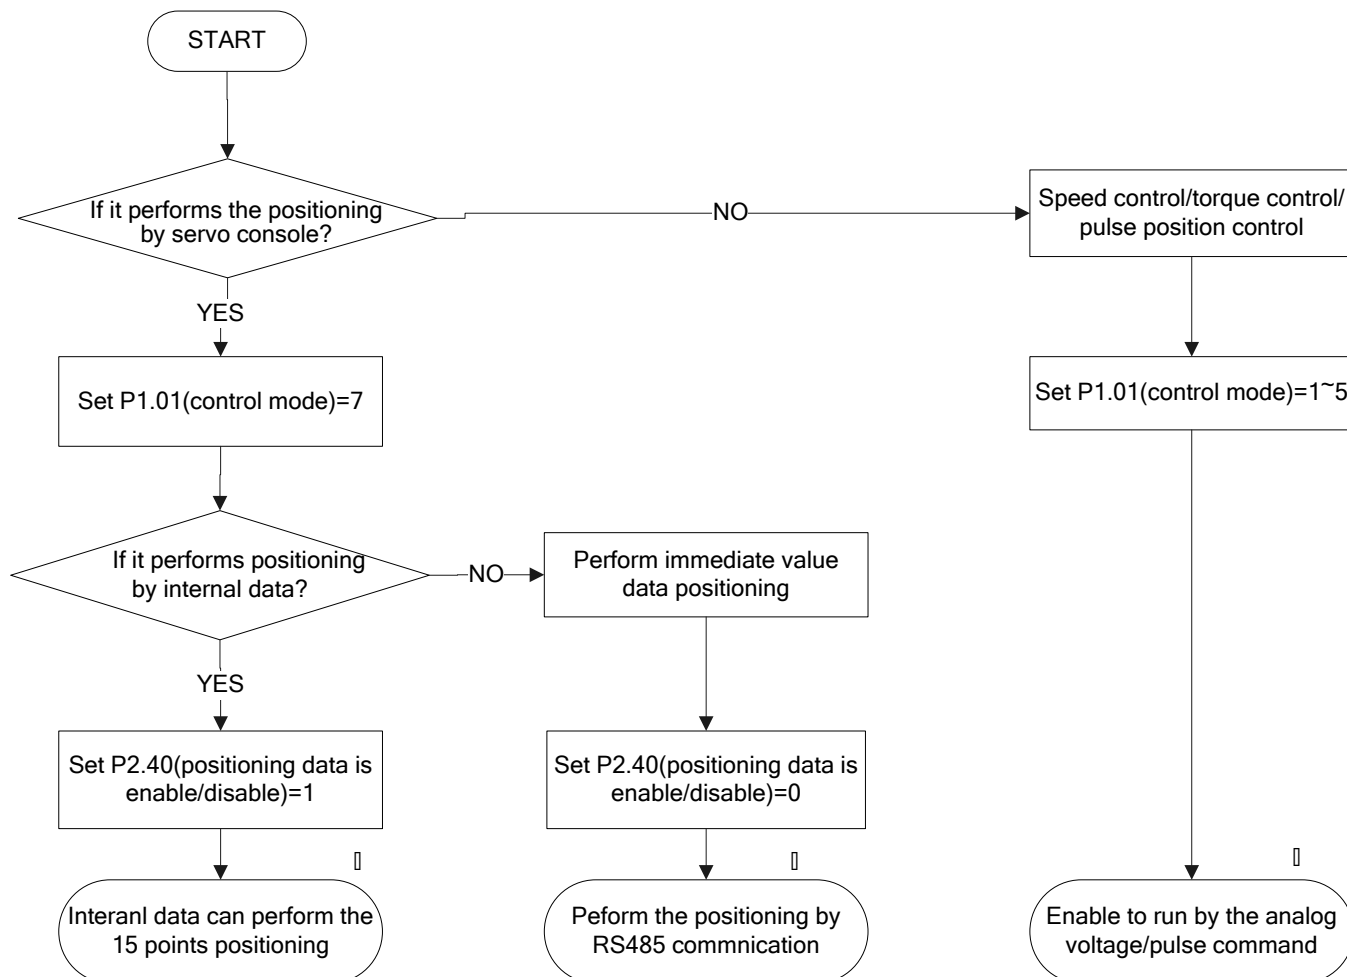 START
If it performs the positioning
by servo console?
NO
Speed control/torque control/
pulse position control
YES
Set P1.01(control mode)=7
Set P1.01(control mode)=1~5
If it performs positioning
by internal data?
NO
Perform immediate value
data positioning
YES
Set P2.40(positioning data is
enable/disable)=1
Set P2.40(positioning data is
enable/disable)=0
Interanl data can perform the
15 points positioning
Peform the positioning by
RS485 commnication
Enable to run by the analog
voltage/pulse command